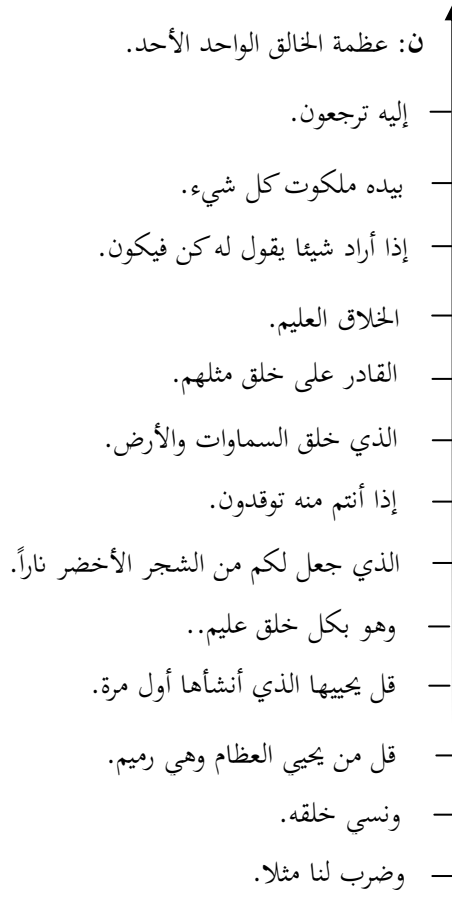 ن: عظمة الخالق الواحد الأحد.
إليه ترجعون.
بيده ملكوت كل شيء.
إذا أراد شيئا يقول له كن فيكون.
الخلاق العليم.
القادر على خلق مثلهم.
الذي خلق السماوات والأرض.
إذا أنتم منه توقدون.
الذي جعل لكم من الشجر الأخضر ناراً.
وهو بكل خلق عليم..
قل يحييها الذي أنشأها أول مرة.
قل من يحيي العظام وهي رميم.
ونسي خلقه.
وضرب لنا مثلا.